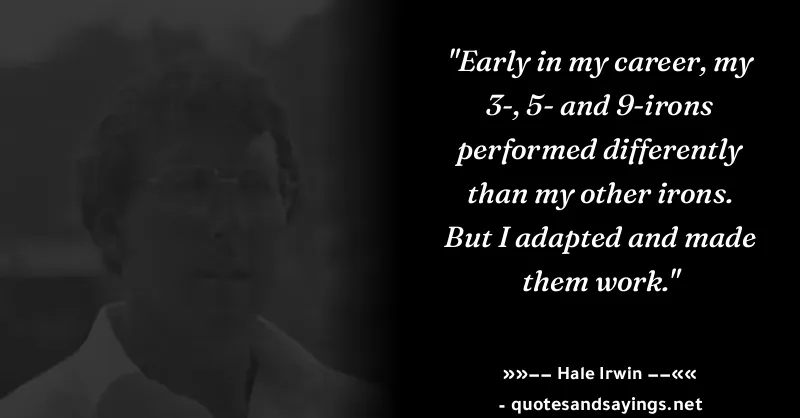 "Early in my career, my
3-, 5- and 9-irons
performed differently
than my other irons.
But I adapted and made
them work."
»»−− Hale Irwin −−««
- quotesandsayings.net